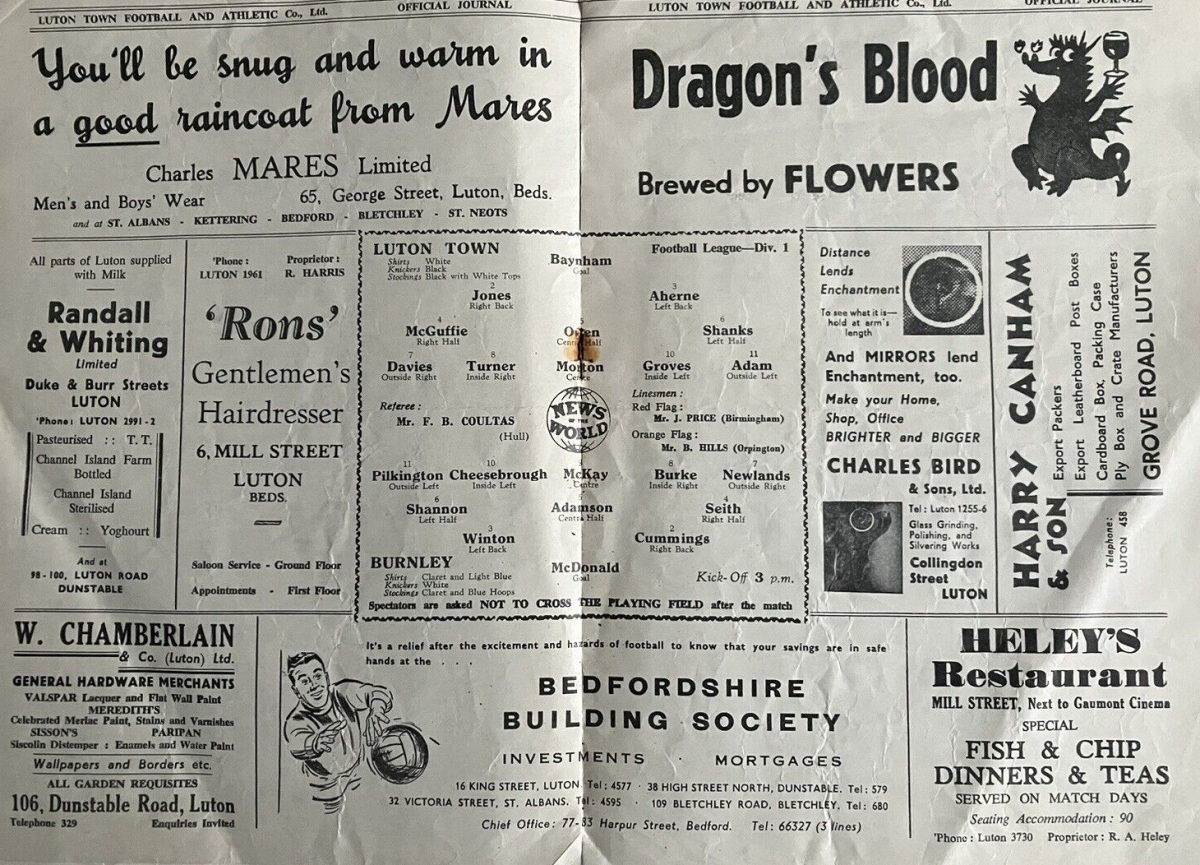 LUTON TOWN FOOTBALL AND ATHLETIC Co., Ltd. OFFICIAL JOURNAL
LUTON TOWN FOOTBALL AND ATHLETIC Co., Ltd. OFFICIAL JOURNAL
You'll be snug and warm in
a good raincoat from Mares
Charles MARES Limited
Men's and Boys' Wear 65, George Street, Luton, Beds.
and at ST. ALBANS - KETTERING - BEDFORD - BLETCHLEY - ST. NEOTS
Dragon's Blood
Brewed by FLOWERS
All parts of Luton supplied
with Milk
Randall
& Whiting
Limited
Duke & Burr Streets
LUTON
'Phone: LUTON 2991-2
Pasteurised :: T.T.
Channel Island Farm
Bottled
Channel Island
Sterilised
Cream :: Yoghourt
And at
98-100, LUTON ROAD
DUNSTABLE
'Phone: Proprietor:
LUTON 1961 R. HARRIS
'Rons'
Gentlemen's
Hairdresser
6, MILL STREET
LUTON
BEDS.
Saloon Service - Ground Floor
Appointments - First Floor
LUTON TOWN
Shirts White
Knickers Black
Stockings Black with White Tops
Football League—Div. 1
Baynham
Goal
2 3
Jones Aherne
Right Back Left Back
4 5 6
McGuffie Owen Shanks
Right Half Centre Half Left Half
7 8 10 11
Davies Turner Morton Groves Adam
Outside Right Inside Right Centre Inside Left Outside Left
Referee:
Mr. F. B. COULTAS
(Hull)
NEWS
OF THE
WORLD
Linesmen:
Red Flag:
Mr. J. PRICE (Birmingham)
Orange Flag:
Mr. B. HILLS (Orpington)
11 10 9 8 7
Pilkington Cheesebrough McKay Burke Newlands
Outside Left Inside Left Centre Inside Right Outside Right
6 5 4
Shannon Adamson Seith
Left Half Centre Half Right Half
3 2
Winton Cummings
Left Back Right Back
BURNLEY
Shirts Claret and Light Blue
Knickers White
Stockings Claret and Blue Hoops
McDonald
Goal
Kick-Off 3 p.m.
Spectators are asked NOT TO CROSS THE PLAYING FIELD after the match
Distance
Lends
Enchantment
To see what it is—
hold at arm's
length
And MIRRORS lend
Enchantment, too.
Make your Home,
Shop, Office
BRIGHTER and BIGGER
CHARLES BIRD
& Sons, Ltd.
Tel: Luton 1255-6
Glass Grinding,
Polishing, and
Silvering Works
Collingdon
Street
LUTON
HARRY CANHAM
& SON
Export Packers
Export Leatherboard Post Boxes
Cardboard Box, Packing Case
Ply Box and Crate Manufacturers
GROVE ROAD, LUTON
Telephone:
LUTON 458
W. CHAMBERLAIN
& Co. (Luton) Ltd.
GENERAL HARDWARE MERCHANTS
VALSPAR Lacquer and Flat Wall Paint
MEREDITH'S
Celebrated Merlac Paint, Stains and Varnishes
SISSON'S PARIPAN
Siscolin Distemper : Enamels and Water Paint
Wallpapers and Borders etc.
ALL GARDEN REQUISITES
106, Dunstable Road, Luton
Telephone 329 Enquiries Invited
It's a relief after the excitement and hazards of football to know that your savings are in safe
hands at the . . .
BEDFORDSHIRE
BUILDING SOCIETY
INVESTMENTS · MORTGAGES
16 KING STREET, LUTON. Tel: 4577 · 38 HIGH STREET NORTH, DUNSTABLE. Tel: 579
32 VICTORIA STREET, ST. ALBANS. Tel: 4595 · 109 BLETCHLEY ROAD, BLETCHLEY. Tel: 680
Chief Office: 77-83 Harpur Street, Bedford. Tel: 66327 (3 lines)
HELEY'S
Restaurant
MILL STREET, Next to Gaumont Cinema
SPECIAL
FISH & CHIP
DINNERS & TEAS
SERVED ON MATCH DAYS
Seating Accommodation: 90
'Phone: Luton 3730 Proprietor: R. A. Heley